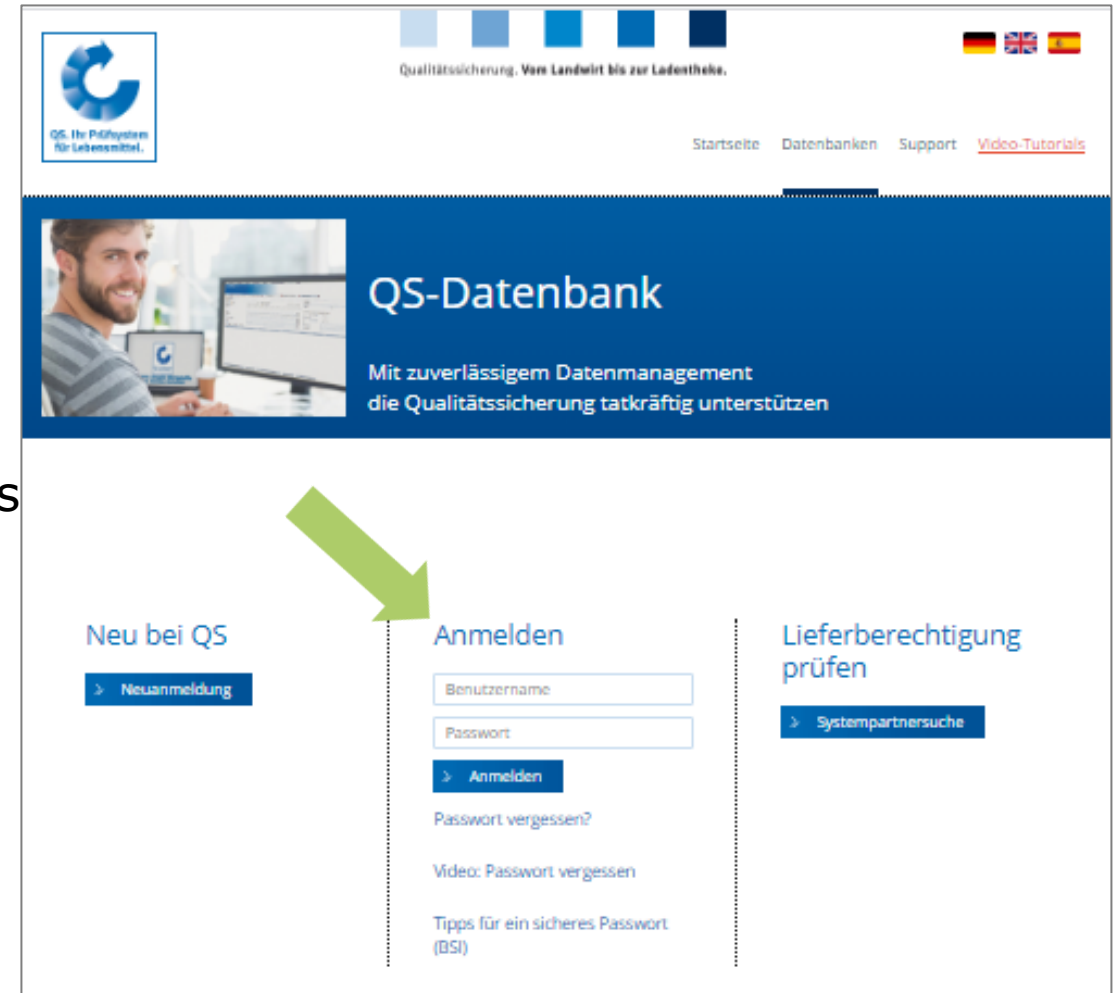 Qualitätssicherung. Vom Landwirt bis zur Ladentheke.
QS. Ihr Prüfsystem
für Lebensmittel.
Startseite Datenbanken Support Video-Tutorials
QS-Datenbank
Mit zuverlässigem Datenmanagement
die Qualitätssicherung tatkräftig unterstützen
s
Neu bei QS
Neuanmeldung
Anmelden
Benutzername
Passwort
Anmelden
Passwort vergessen?
Video: Passwort vergessen
Tipps für ein sicheres Passwort
(BSI)
Lieferberechtigung
prüfen
Systempartnersuche